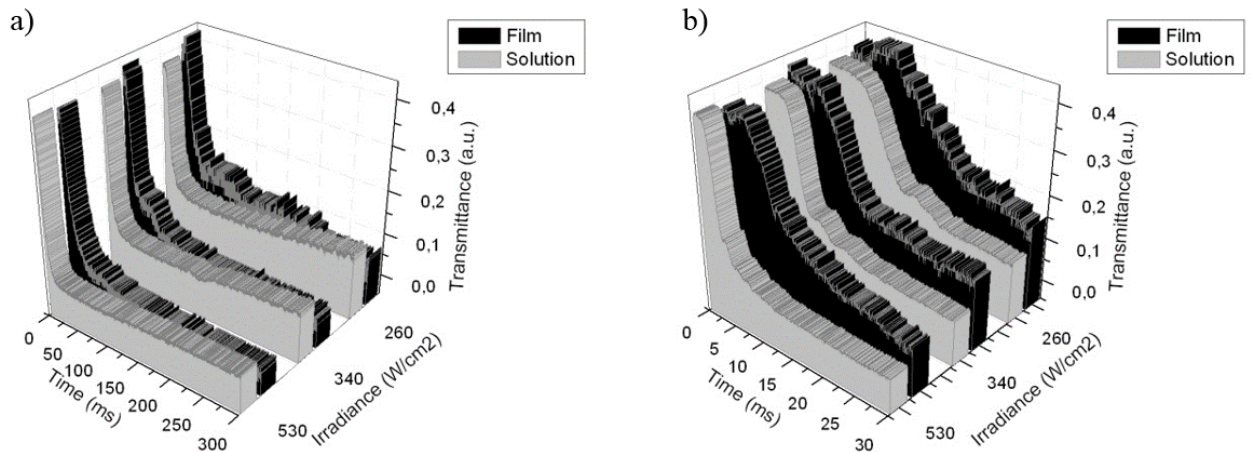 a)
Film
Solution
0,4
0,3
0,2
0,1
0,0
Transmittance (a.u.)
0
50
100
150
200
250
300
Time (ms)
530
340
260
Irradiance (W/cm2)
b)
Film
Solution
0,4
0,3
0,2
0,1
0,0
Transmittance (a.u.)
0
5
10
15
20
25
30
Time (ms)
530
340
260
Irradiance (W/cm2)